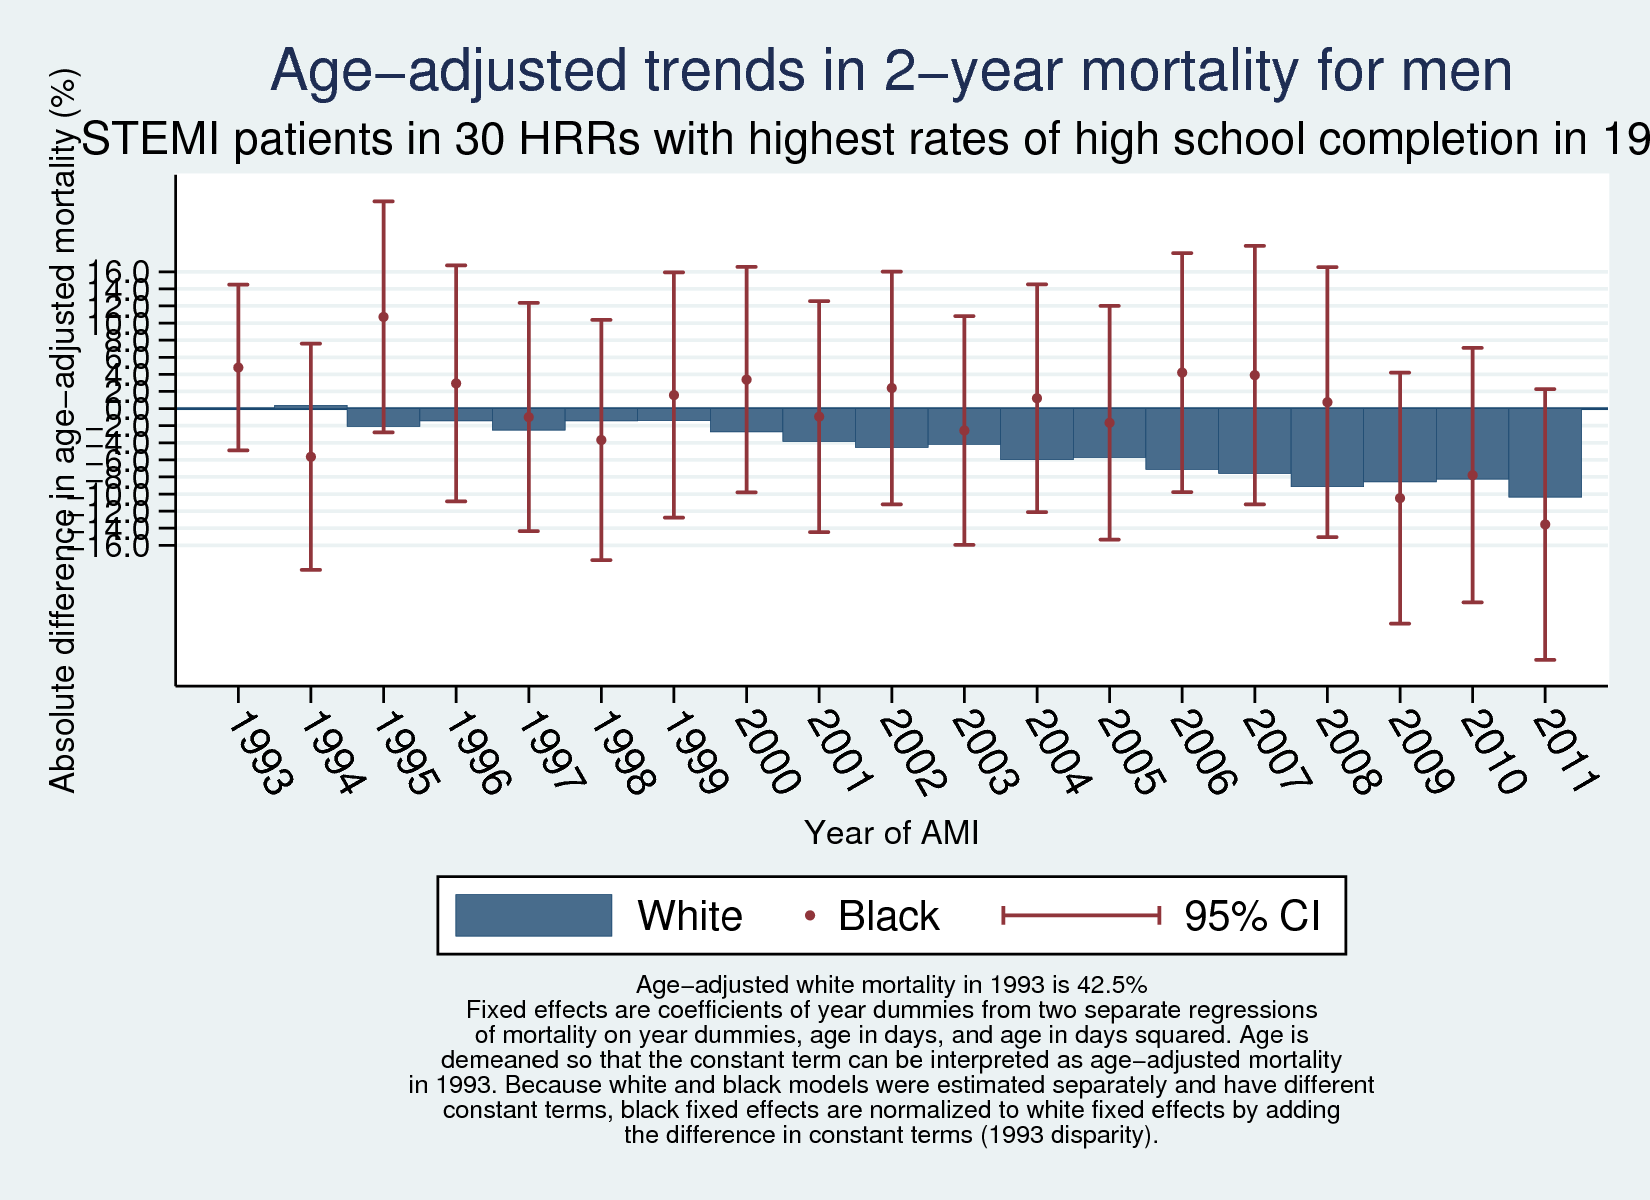 Age–adjusted trends in 2–year mortality for men
STEMI patients in 30 HRRs with highest rates of high school completion in 19
Absolute difference in age–adjusted mortality (%)
16.0
14.0
12.0
10.0
8.0
6.0
4.0
2.0
0.0
–2.0
–4.0
–6.0
–8.0
–10.0
–12.0
–14.0
–16.0
1993
1994
1995
1996
1997
1998
1999
2000
2001
2002
2003
2004
2005
2006
2007
2008
2009
2010
2011
Year of AMI
White
Black
95% CI
Age–adjusted white mortality in 1993 is 42.5%
Fixed effects are coefficients of year dummies from two separate regressions
of mortality on year dummies, age in days, and age in days squared. Age is
demeaned so that the constant term can be interpreted as age–adjusted mortality
in 1993. Because white and black models were estimated separately and have different
constant terms, black fixed effects are normalized to white fixed effects by adding
the difference in constant terms (1993 disparity).